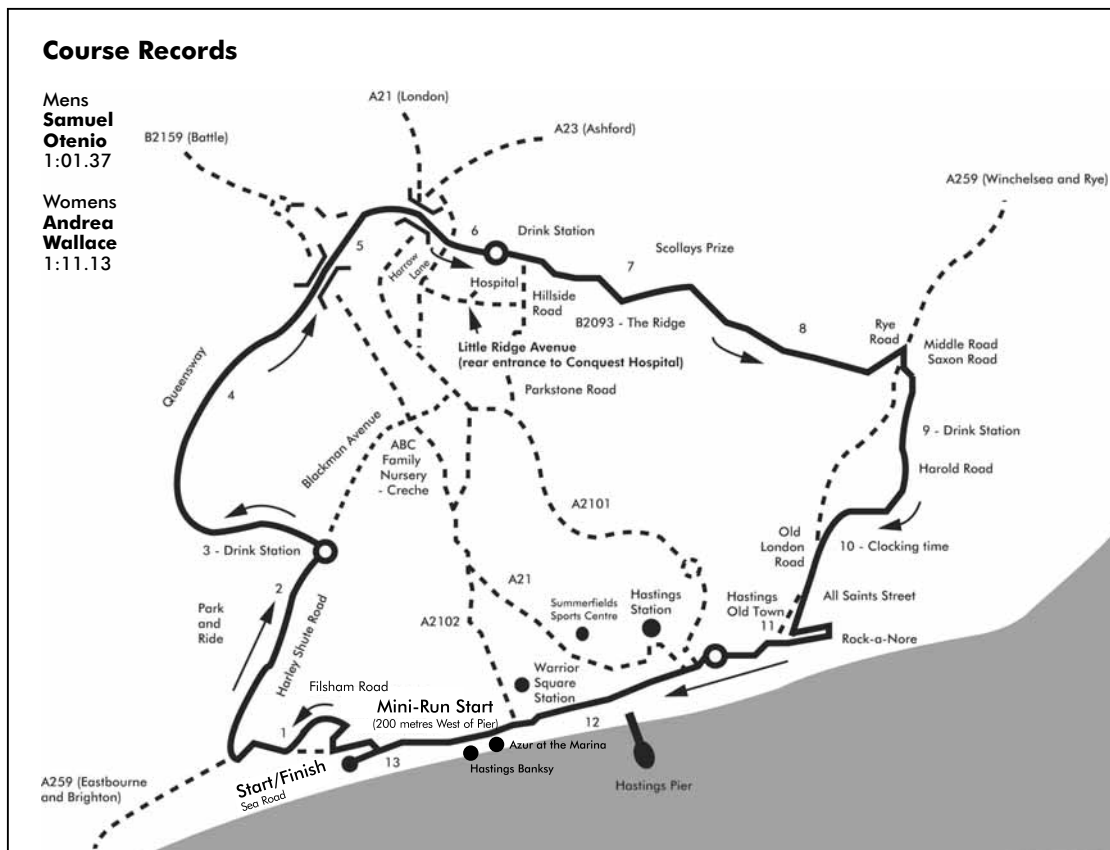 Course Records
Mens
Samuel
Otenio
1:01.37
Womens
Andrea
Wallace
1:11.13
A21 (London)
A23 (Ashford)
B2159 (Battle)
A259 (Winchelsea and Rye)
5
6
Drink Station
Scollays Prize
7
Harrow
Lane
Hospital
Hillside
Road
B2093 - The Ridge
8
Rye
Road
Middle Road
Saxon Road
Little Ridge Avenue
(rear entrance to Conquest Hospital)
Parkstone Road
Queensway
4
Blackman Avenue
ABC
Family
Nursery
- Creche
9 - Drink Station
Harold Road
A2101
3 - Drink Station
Old
London
Road
10 - Clocking time
2
Park
and
Ride
Harley Shute Road
A21
A2102
Summerfields
Sports Centre
Hastings
Station
Hastings
Old Town
11
All Saints Street
Rock-a-Nore
Warrior
Square
Station
Filsham Road
Mini-Run Start
(200 metres West of Pier)
1
12
13
Azur at the Marina
Hastings Banksy
Hastings Pier
Start/Finish
Sea Road
A259 (Eastbourne
and Brighton)